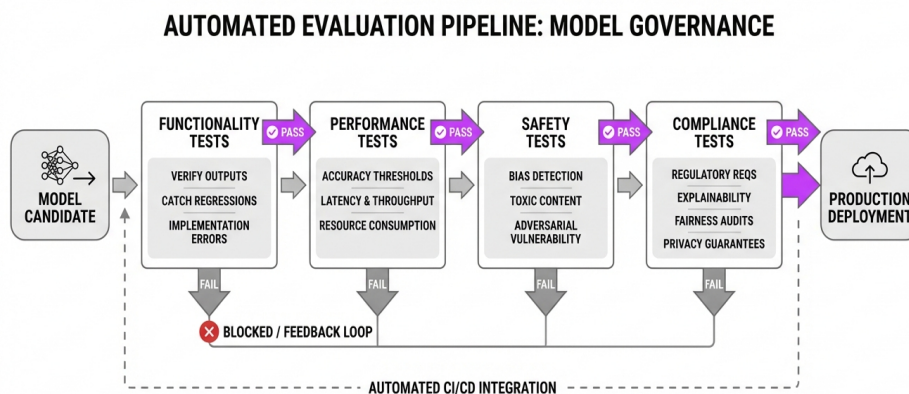 AUTOMATED EVALUATION PIPELINE: MODEL GOVERNANCE
MODEL
CANDIDATE
FUNCTIONALITY
TESTS
VERIFY OUTPUTS
CATCH REGRESSIONS
IMPLEMENTATION
ERRORS
PASS
FAIL
PERFORMANCE
TESTS
ACCURACY THRESHOLDS
LATENCY & THROUGHPUT
RESOURCE CONSUMPTION
PASS
FAIL
SAFETY
TESTS
BIAS DETECTION
TOXIC CONTENT
ADVERSARIAL
VULNERABILITY
PASS
FAIL
COMPLIANCE
TESTS
REGULATORY REQS
EXPLAINABILITY
FAIRNESS AUDITS
PRIVACY GUARANTEES
PASS
FAIL
PRODUCTION
DEPLOYMENT
BLOCKED / FEEDBACK LOOP
AUTOMATED CI/CD INTEGRATION